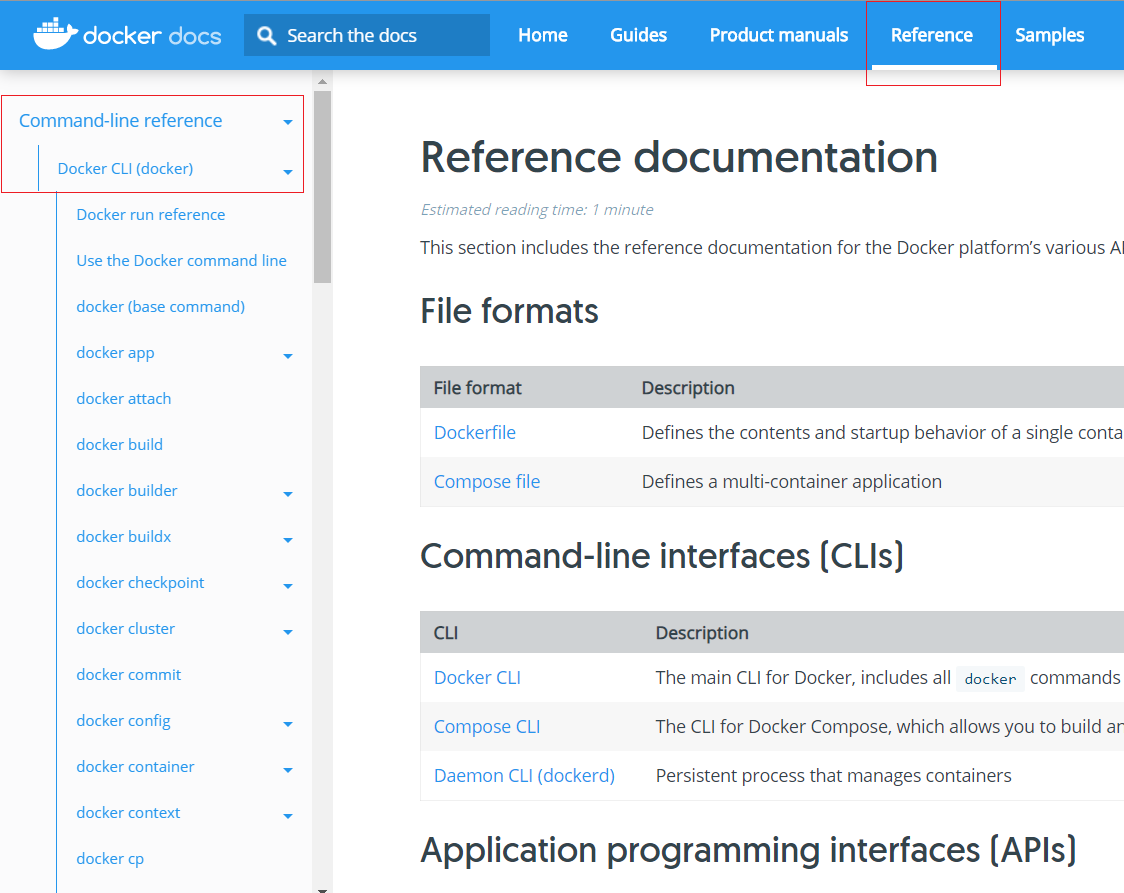 docker docs
Search the docs
Home
Guides
Product manuals
Reference
Samples
Command-line reference
Docker CLI (docker)
Docker run reference
Use the Docker command line
docker (base command)
docker app
docker attach
docker build
docker builder
docker buildx
docker checkpoint
docker cluster
docker commit
docker config
docker container
docker context
docker cp
Reference documentation
Estimated reading time: 1 minute
This section includes the reference documentation for the Docker platform’s various
File formats
File format Description
Dockerfile Defines the contents and startup behavior of a single
Compose file Defines a multi-container application
Command-line interfaces (CLIs)
CLI Description
Docker CLI The main CLI for Docker, includes all docker commands
Compose CLI The CLI for Docker Compose, which allows you to build
Daemon CLI (dockerd) Persistent process that manages containers
Application programming interfaces (APIs)